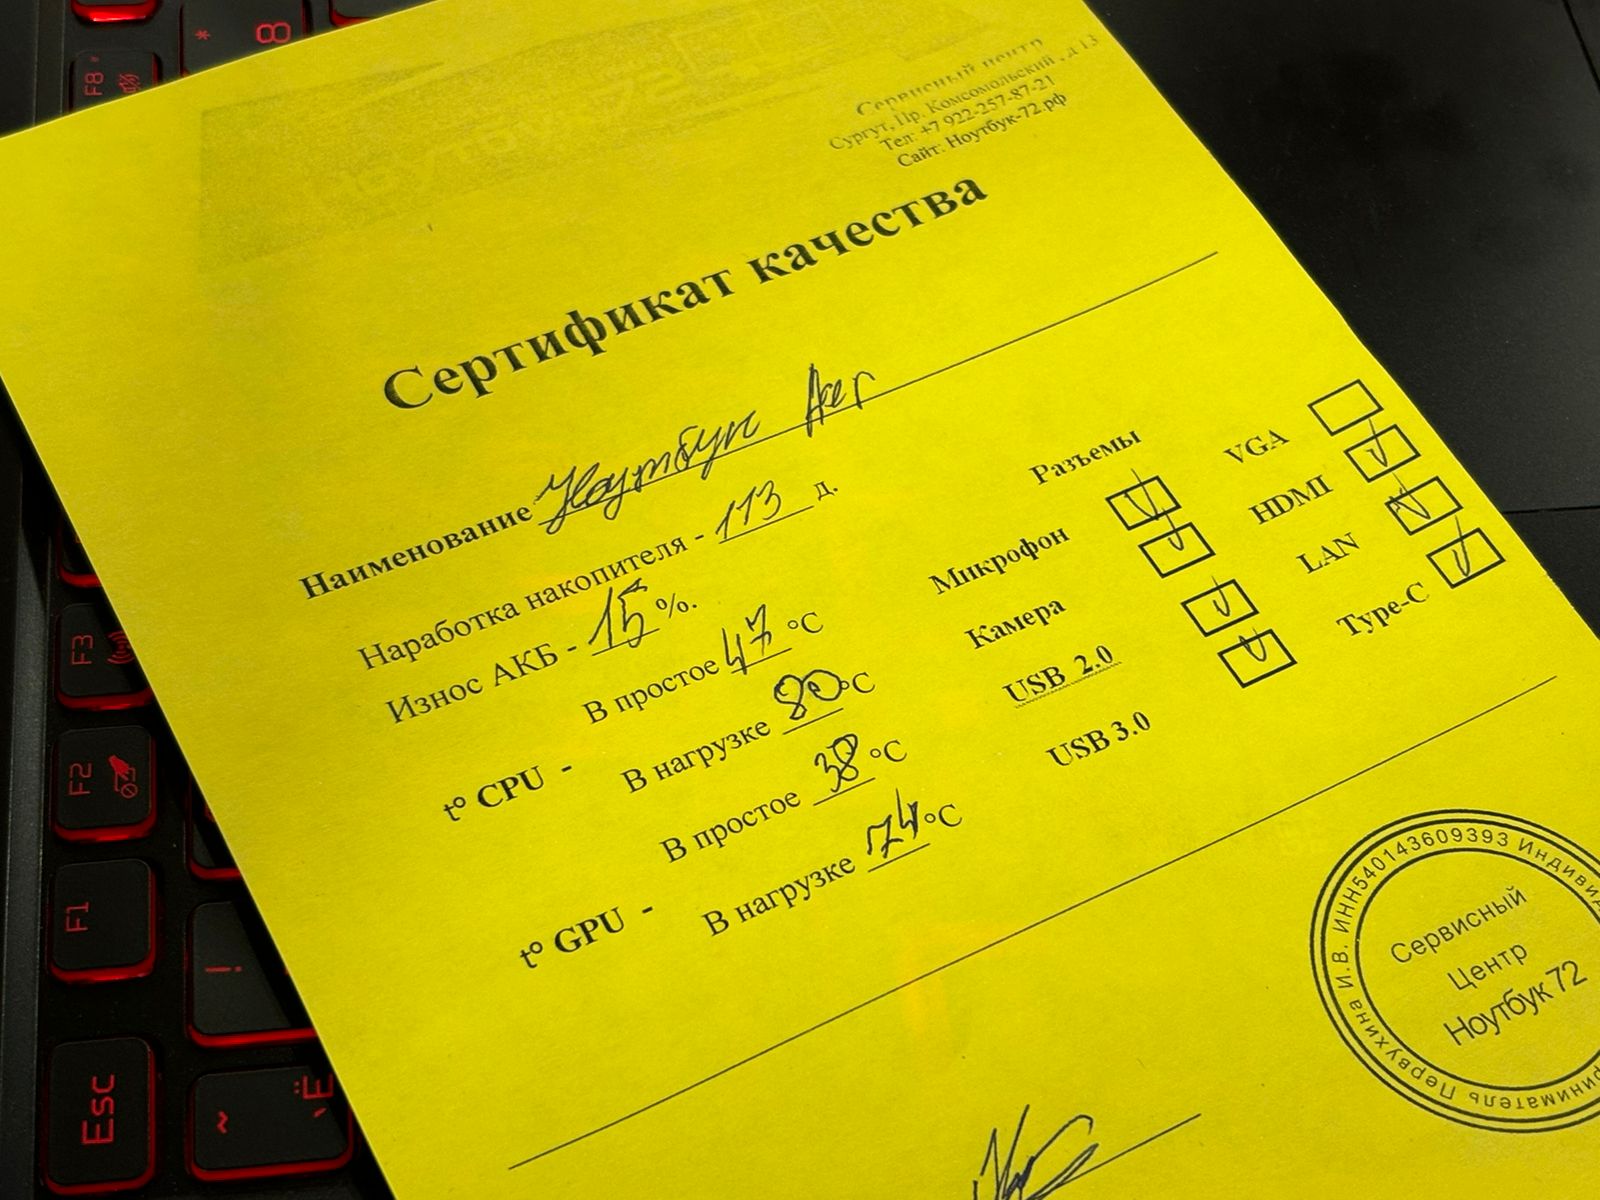 Сервисный центр
Сургут, Пр. Комсомольский , д 13
Тел: +7 922-257-87-21
Сайт: Ноутбук-72.рф
Сертификат качества
Наименование Ноутбук Acer
Наработка накопителя - 113 д.
Износ АКБ - 15 %.
t° CPU - В простое 47 °C
В нагрузке 80 °C
t° GPU - В простое 38 °C
В нагрузке 74 °C
Разъемы
Микрофон
Камера
USB 2.0
USB 3.0
VGA
HDMI
LAN
Type-C
Первухина И.В. ИНН540143609393
Сервисный
Центр
Ноутбук 72
* 8
F8
F3
F2
F1
!
Esc
~ Ё